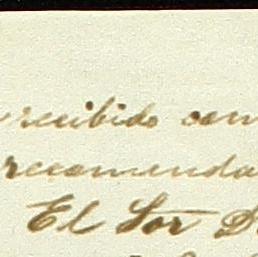 recibido con
recomenda
El Sor D